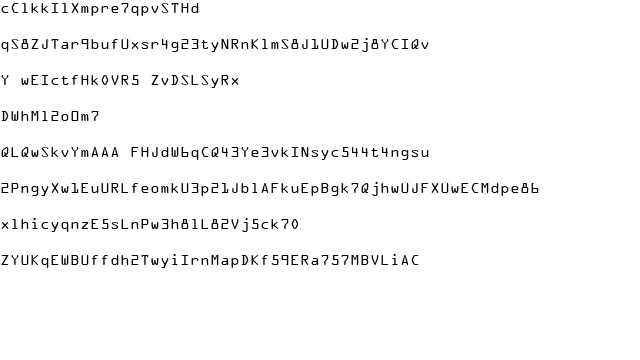 cClkkIlXmpre7qpvSTHd
qS8ZJTar9bufUxsr4g23tyNRnKlmS8J1UDw2j8YCIQv
Y wEIctfHk0VR5 ZvDSLSyRx
DWhMl2oOm7
QLQwSkvYmAAA FHJdW6qCQ43Ye3vkINsyc544t4ngsu
2PngyXw1EuURLfeomkU3p21JblAFkuEpBgk7QjhwUJFXUwECMdpe86
xlhicyqnzE5sLnPw3h81L82Vj5ck70
ZYUKqEWBUffdh2TwyiIrnMapDKf59ERa757MBVLiAC